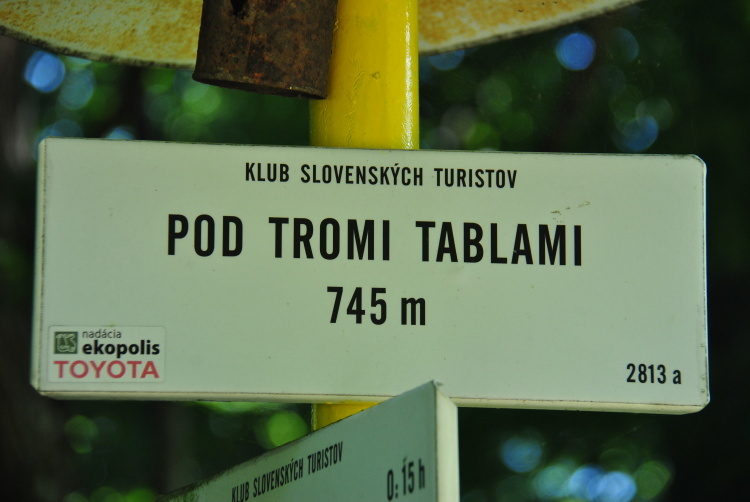 KLUB SLOVENSKÝCH TURISTOV
POD TROMI TABLAMI
745 m
nadácia
ekopolis
TOYOTA
2813 a
KLUB SLOVENSKÝCH TURISTOV
0:15 h